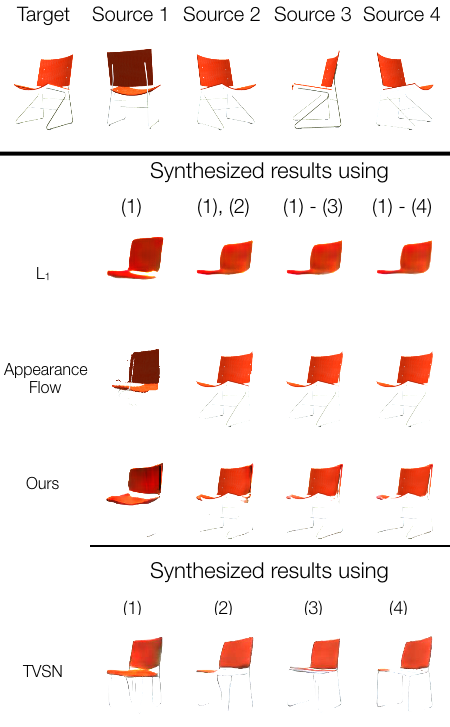 Target Source 1 Source 2 Source 3 Source 4
Synthesized results using
(1) (1), (2) (1) - (3) (1) - (4)
L₁
Appearance
Flow
Ours
Synthesized results using
(1) (2) (3) (4)
TVSN